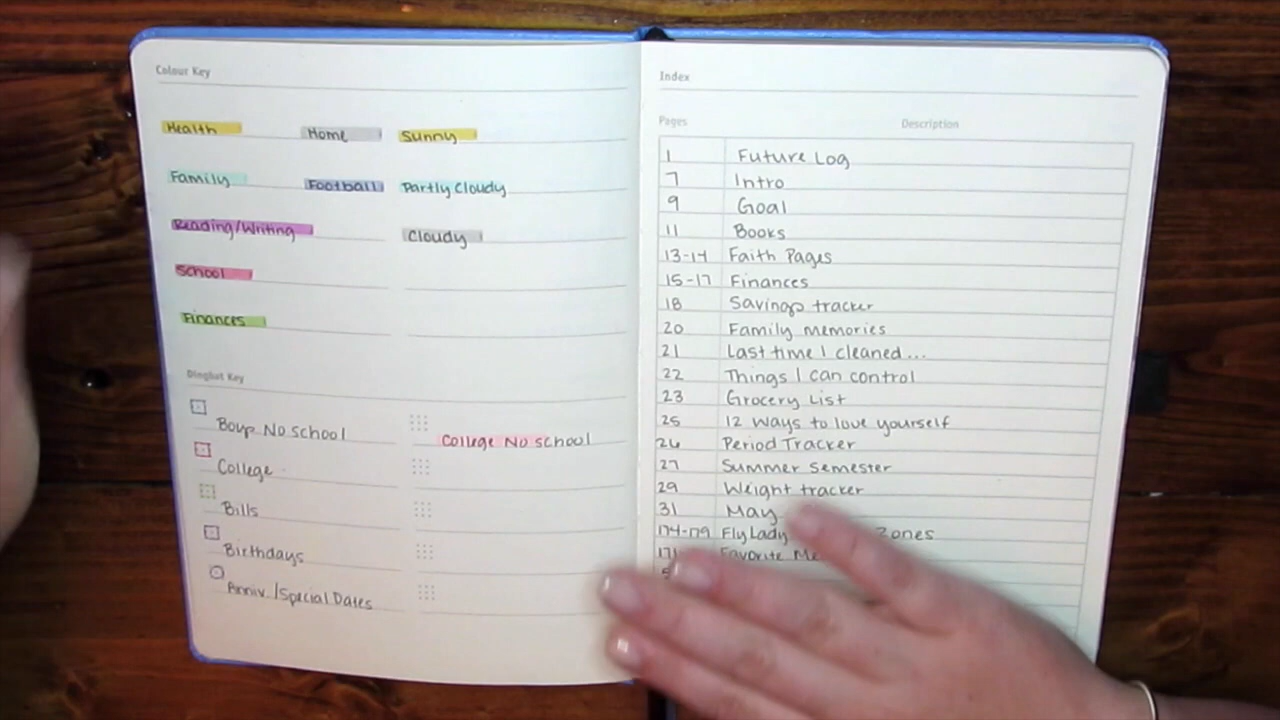 Colour Key
Health Home Sunny
Family Football Partly Cloudy
Reading/Writing Cloudy
School
Finances
Dingbat Key
Boys No School College No School
College
Bills
Birthdays
Anniv./Special Dates
Index
Pages Description
1 Future Log
7 Intro
9 Goal
11 Books
13-14 Faith Pages
15-17 Finances
18 Savings tracker
20 Family memories
21 Last time I cleaned...
22 Things I can control
23 Grocery List
25 12 Ways to love yourself
26 Period Tracker
27 Summer Semester
29 Weight tracker
31 May
174-179 FlyLady Zones
171 Favorite